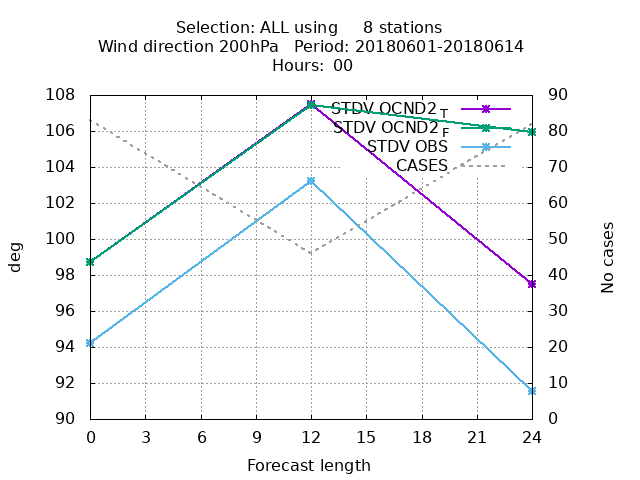 Selection: ALL using 8 stations
Wind direction 200hPa Period: 20180601-20180614
Hours: 00
108
106
104
102
100
98
96
94
92
90
deg
STDV OCND2 T
STDV OCND2 F
STDV OBS
CASES
90
80
70
60
50
40
30
20
10
0
No cases
0 3 6 9 12 15 18 21 24
Forecast length